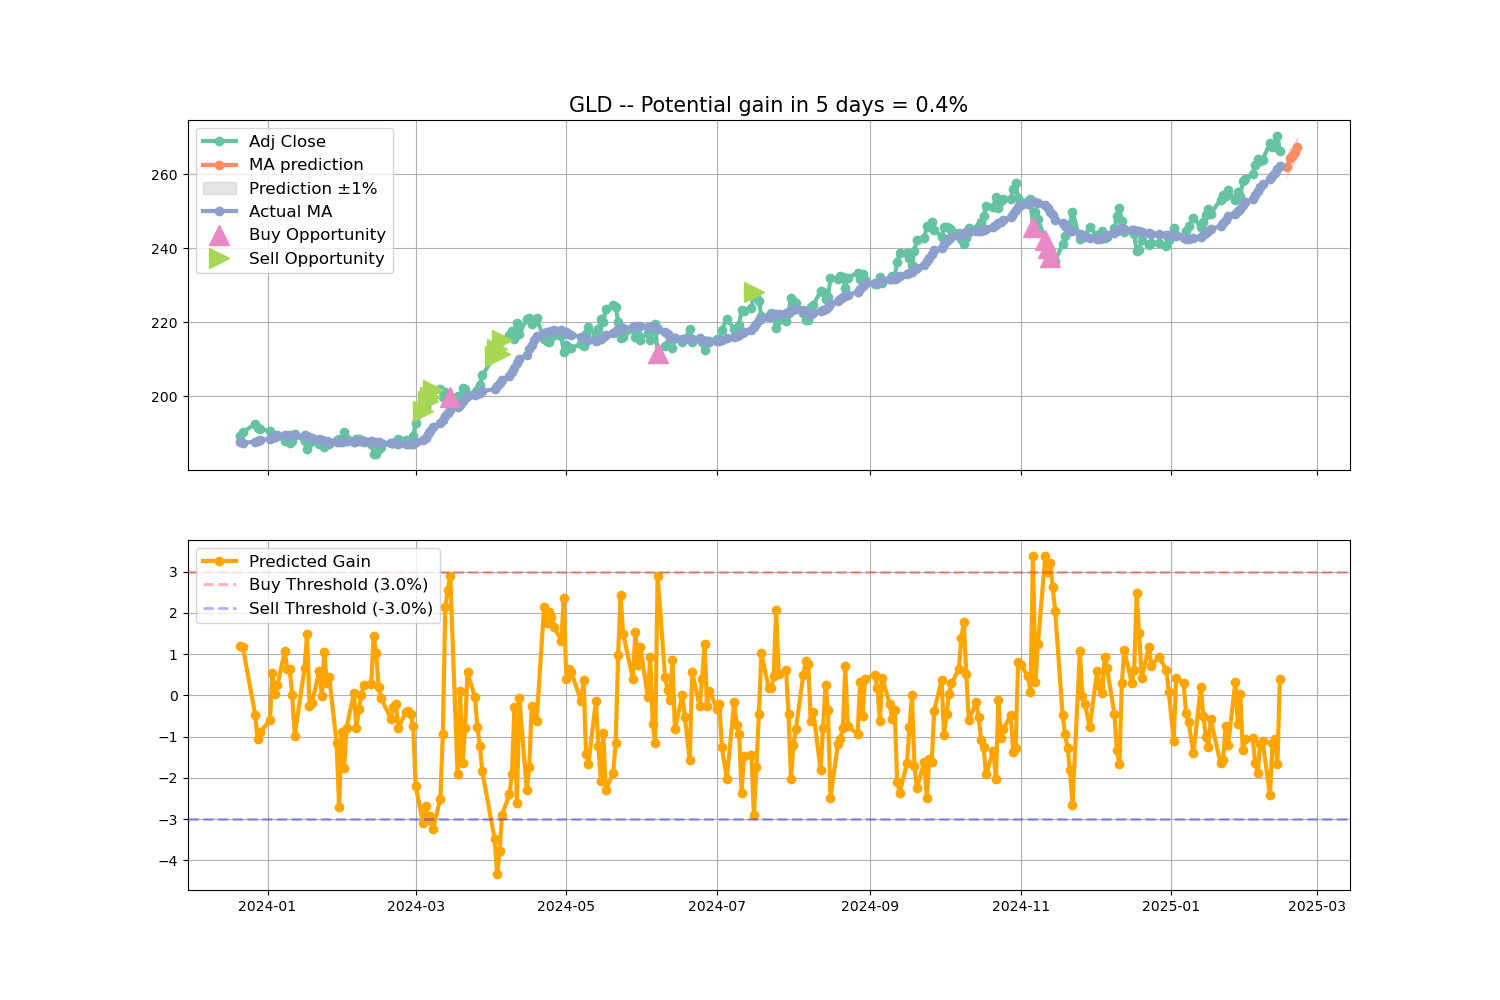 GLD -- Potential gain in 5 days = 0.4%
Adj Close
MA prediction
Prediction ±1%
Actual MA
Buy Opportunity
Sell Opportunity
260
240
220
200
Predicted Gain
Buy Threshold (3.0%)
Sell Threshold (-3.0%)
3
2
1
0
−1
−2
−3
−4
2024-01 2024-03 2024-05 2024-07 2024-09 2024-11 2025-01 2025-03